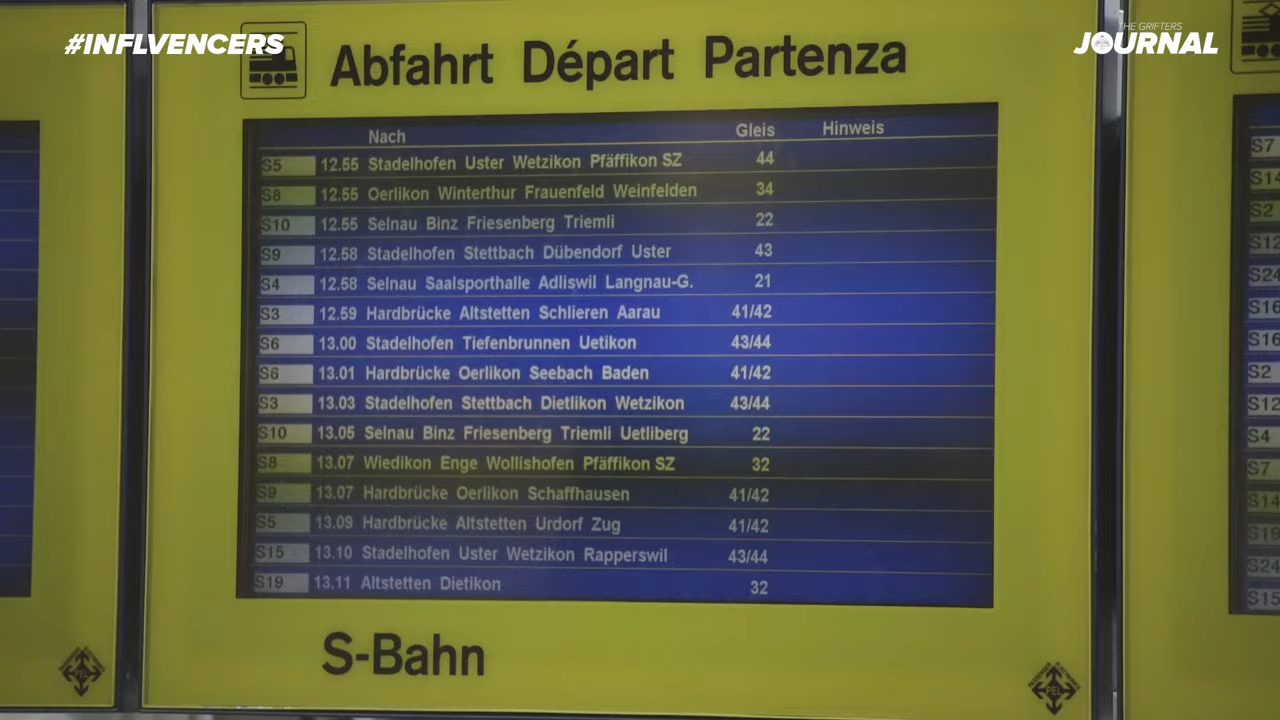 #INFLVENCERS
THE GRIFTERS
JOURNAL
Abfahrt Départ Partenza
Nach Gleis Hinweis
S5 12.55 Stadelhofen Uster Wetzikon Pfäffikon SZ 44
S8 12.55 Oerlikon Winterthur Frauenfeld Weinfelden 34
S10 12.55 Selnau Binz Friesenberg Triemli 22
S9 12.58 Stadelhofen Stettbach Dübendorf Uster 43
S4 12.58 Selnau Saalsporthalle Adliswil Langnau-G. 21
S3 12.59 Hardbrücke Altstetten Schlieren Aarau 41/42
S6 13.00 Stadelhofen Tiefenbrunnen Uetikon 43/44
S6 13.01 Hardbrücke Oerlikon Seebach Baden 41/42
S3 13.03 Stadelhofen Stettbach Dietlikon Wetzikon 43/44
S10 13.05 Selnau Binz Friesenberg Triemli Uetliberg 22
S8 13.07 Wiedikon Enge Wollishofen Pfäffikon SZ 32
S9 13.07 Hardbrücke Oerlikon Schaffhausen 41/42
S5 13.09 Hardbrücke Altstetten Urdorf Zug 41/42
S15 13.10 Stadelhofen Uster Wetzikon Rapperswil 43/44
S19 13.11 Altstetten Dietikon 32
S-Bahn
PEL
PEL
S7
S14
S2
S12
S24
S16
S16
S2
S12
S4
S7
S14
S19
S24
S15